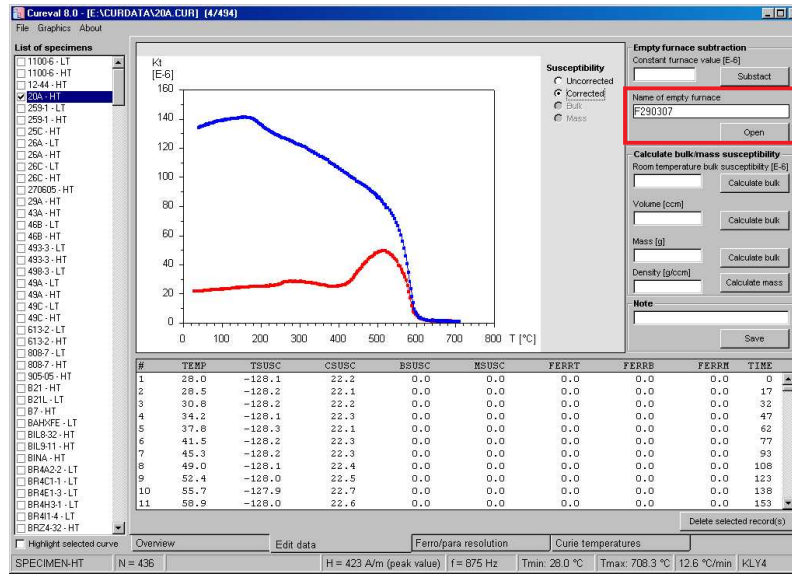 Cureval 8.0 - [E:\CURDATA\20A.CUR] [4/494]
File Graphics About
List of specimens
1100-6 - LT
1100-6 - HT
12-44 - HT
20A - HT
259-1 - LT
259-1 - HT
25C - HT
26A - LT
26A - HT
26C - LT
26C - HT
270605 - HT
29A - HT
43A - HT
46B - LT
46B - HT
493-3 - LT
493-3 - HT
498-3 - LT
49A - LT
49A - HT
49C - LT
49C - HT
613-2 - LT
613-2 - HT
808-7 - LT
808-7 - HT
905-05 - HT
B21 - HT
B21L - LT
B7 - HT
BAHXFE - LT
BIL8-32 - HT
BIL9-11 - HT
BINA - HT
BR4A2-2 - LT
BR4C1-1 - LT
BR4E1-3 - LT
BR4H3-1 - LT
BR4I1-4 - LT
BRZ4-32 - HT
Highlight selected curve
Kt
[E-6]
160
140
120
100
80
60
40
20
0
0 100 200 300 400 500 600 700 800 T [°C]
Susceptibility
Uncorrected
Corrected
Bulk
Mass
Empty furnace subtraction
Constant furnace value [E-6]
Substact
Name of empty furnace
F290307
Open
Calculate bulk/mass susceptibility
Room temperature bulk susceptibility [E-6]
Calculate bulk
Volume [ccm]
Calculate bulk
Mass [g]
Calculate bulk
Density [g/ccm]
Calculate mass
Note
Save
# TEMP TSUSC CSUSC BSUSC MSUSC FERRT FERRB FERRM TIME
1 28.0 -128.1 22.2 0.0 0.0 0.0 0.0 0.0 0
2 28.5 -128.2 22.1 0.0 0.0 0.0 0.0 0.0 17
3 30.8 -128.2 22.2 0.0 0.0 0.0 0.0 0.0 32
4 34.2 -128.1 22.3 0.0 0.0 0.0 0.0 0.0 47
5 37.8 -128.3 22.1 0.0 0.0 0.0 0.0 0.0 62
6 41.5 -128.2 22.3 0.0 0.0 0.0 0.0 0.0 77
7 45.3 -128.2 22.3 0.0 0.0 0.0 0.0 0.0 93
8 49.0 -128.1 22.4 0.0 0.0 0.0 0.0 0.0 108
9 52.4 -128.0 22.5 0.0 0.0 0.0 0.0 0.0 123
10 55.7 -127.9 22.7 0.0 0.0 0.0 0.0 0.0 138
11 58.9 -128.0 22.6 0.0 0.0 0.0 0.0 0.0 153
Delete selected record(s)
Overview Edit data Ferro/para resolution Curie temperatures
SPECIMEN-HT N = 436 H = 423 A/m (peak value) f = 875 Hz Tmin: 28.0 °C Tmax: 708.3 °C 12.6 °C/min KLY4